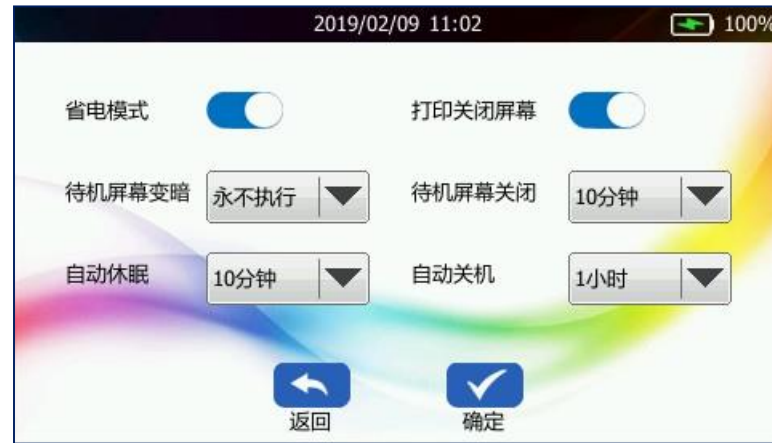 2019/02/09 11:02 100%
省电模式 打印关闭屏幕
待机屏幕变暗 永不执行 待机屏幕关闭 10分钟
自动休眠 10分钟 自动关机 1小时
返回 确定